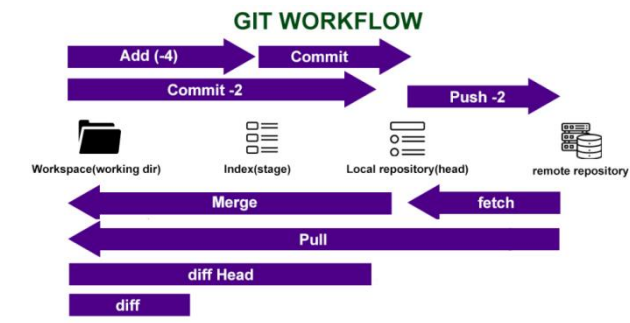 GIT WORKFLOW
Add (-4)
Commit
Commit -2
Push -2
Workspace(working dir)
Index(stage)
Local repository(head)
remote repository
Merge
fetch
Pull
diff Head
diff